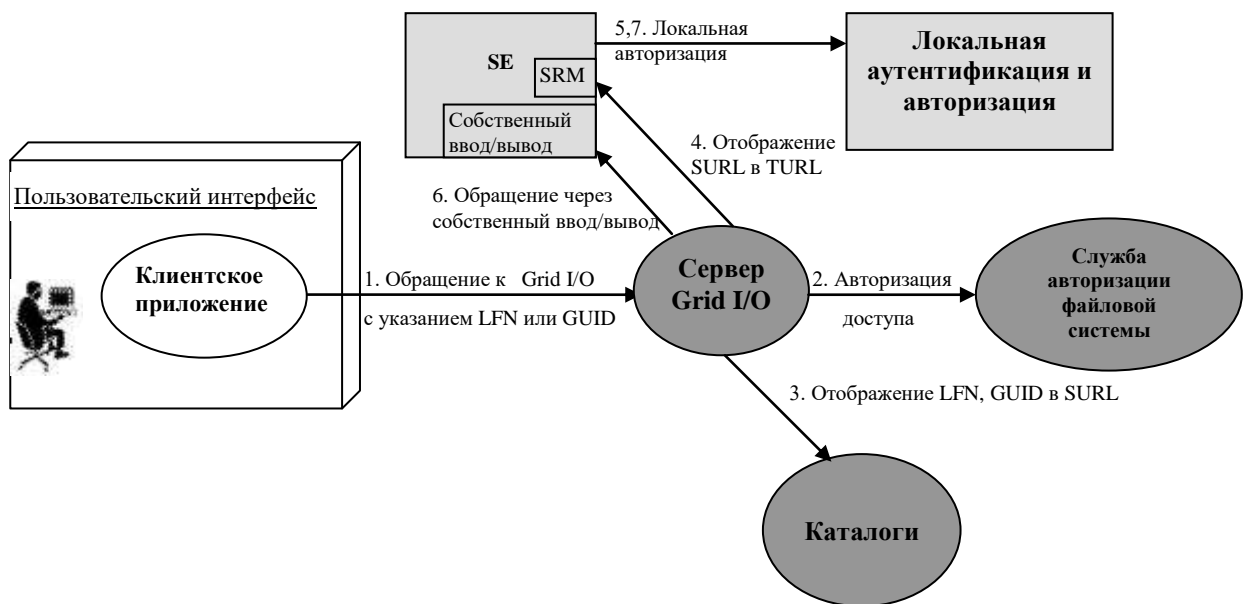 SE
SRM
Собственный
ввод/вывод
5,7. Локальная
авторизация
Локальная
аутентификация и
авторизация
4. Отображение
SURL в TURL
6. Обращение через
собственный ввод/вывод
Пользовательский интерфейс
Клиентское
приложение
1. Обращение к Grid I/O
с указанием LFN или GUID
Сервер
Grid I/O
2. Авторизация
доступа
Служба
авторизации
файловой
системы
3. Отображение LFN, GUID в SURL
Каталоги